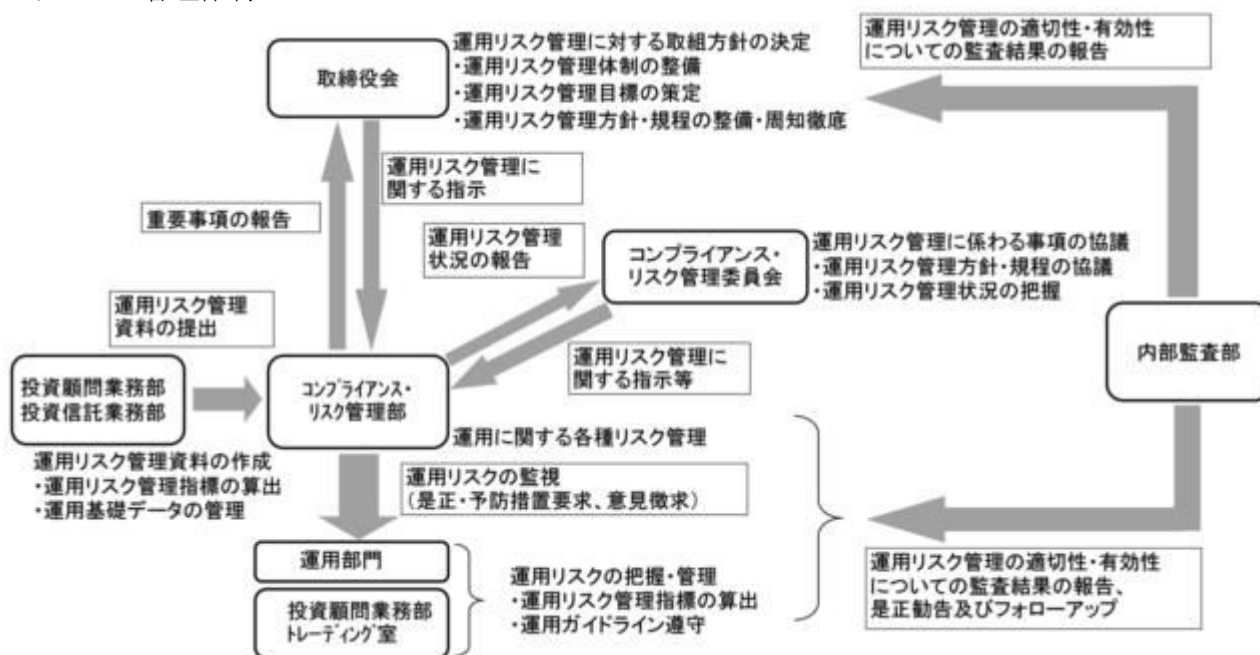 取締役会
運用リスク管理に対する取組方針の決定
・運用リスク管理体制の整備
・運用リスク管理目標の策定
・運用リスク管理方針・規程の整備・周知徹底
運用リスク管理の適切性・有効性
についての監査結果の報告
運用リスク管理に
関する指示
重要事項の報告
運用リスク管理
状況の報告
コンプライアンス・
リスク管理委員会
運用リスク管理に係わる事項の協議
・運用リスク管理方針・規程の協議
・運用リスク管理状況の把握
運用リスク管理
資料の提出
運用リスク管理に
関する指示等
内部監査部
投資顧問業務部
投資信託業務部
コンプライアンス・
リスク管理部
運用に関する各種リスク管理
運用リスク管理資料の作成
・運用リスク管理指標の算出
・運用基礎データの管理
運用リスクの監視
(是正・予防措置要求、意見徴求)
運用部門
投資顧問業務部
トレーディング室
運用リスクの把握・管理
・運用リスク管理指標の算出
・運用ガイドライン遵守
運用リスク管理の適切性・有効性
についての監査結果の報告、
是正勧告及びフォローアップ